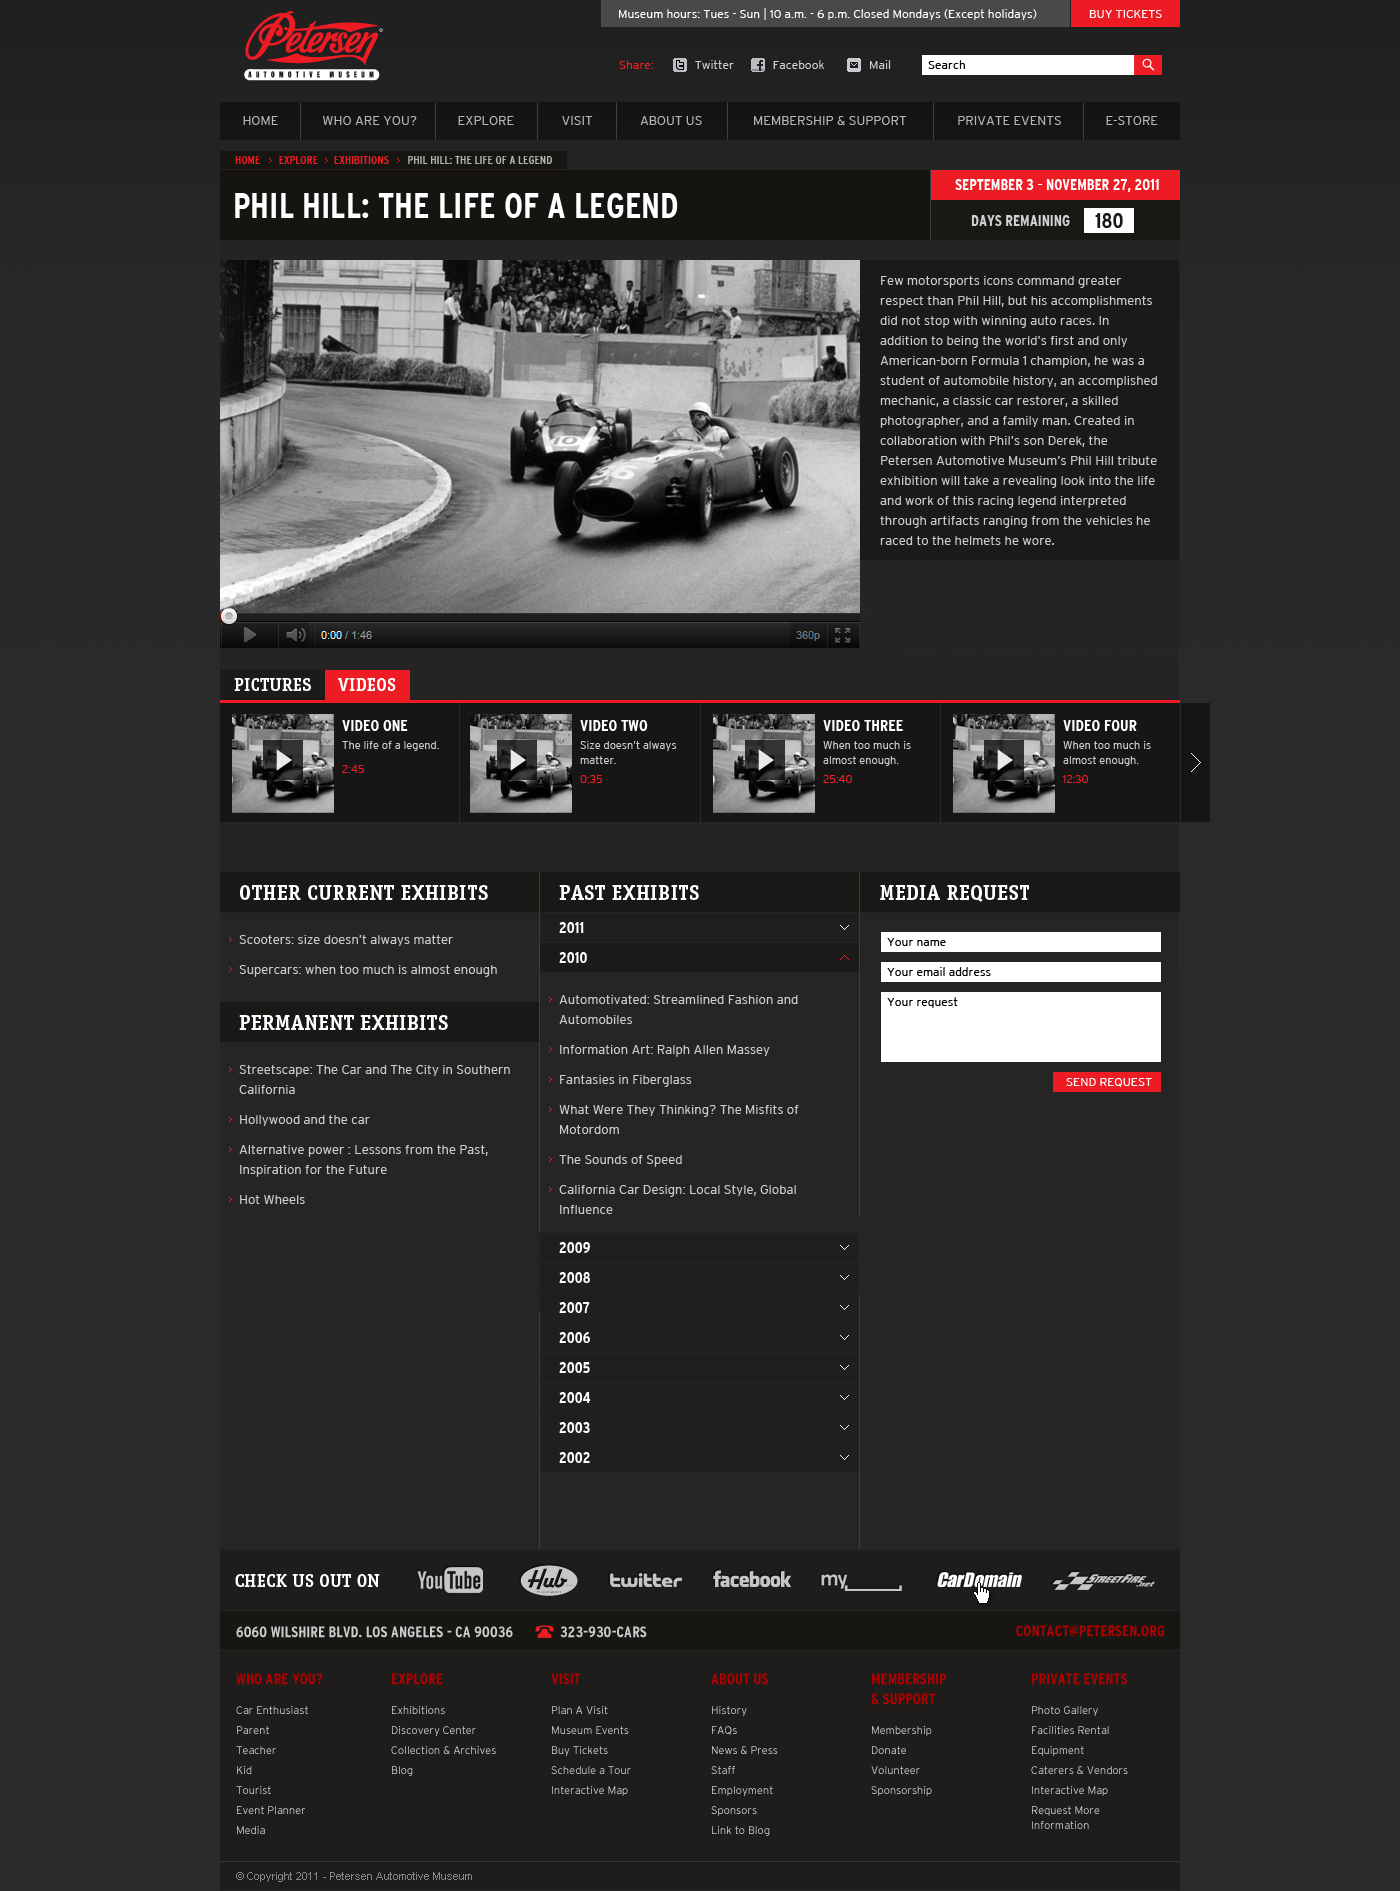 Petersen
AUTOMOTIVE MUSEUM
Museum hours: Tues - Sun | 10 a.m. - 6 p.m. Closed Mondays (Except holidays)
BUY TICKETS
Share:
Twitter
Facebook
Mail
Search
HOME
WHO ARE YOU?
EXPLORE
VISIT
ABOUT US
MEMBERSHIP & SUPPORT
PRIVATE EVENTS
E-STORE
HOME > EXPLORE > EXHIBITIONS > PHIL HILL: THE LIFE OF A LEGEND
PHIL HILL: THE LIFE OF A LEGEND
SEPTEMBER 3 - NOVEMBER 27, 2011
DAYS REMAINING 180
10
36
Few motorsports icons command greater
respect than Phil Hill, but his accomplishments
did not stop with winning auto races. In
addition to being the world's first and only
American-born Formula 1 champion, he was a
student of automobile history, an accomplished
mechanic, a classic car restorer, a skilled
photographer, and a family man. Created in
collaboration with Phil's son Derek, the
Petersen Automotive Museum's Phil Hill tribute
exhibition will take a revealing look into the life
and work of this racing legend interpreted
through artifacts ranging from the vehicles he
raced to the helmets he wore.
0:00 / 1:46
360p
PICTURES
VIDEOS
VIDEO ONE
The life of a legend.
2:45
VIDEO TWO
Size doesn't always
matter.
0:35
VIDEO THREE
When too much is
almost enough.
25:40
VIDEO FOUR
When too much is
almost enough.
12:30
OTHER CURRENT EXHIBITS
Scooters: size doesn't always matter
Supercars: when too much is almost enough
PERMANENT EXHIBITS
Streetscape: The Car and The City in Southern
California
Hollywood and the car
Alternative power : Lessons from the Past,
Inspiration for the Future
Hot Wheels
PAST EXHIBITS
2011
2010
Automotivated: Streamlined Fashion and
Automobiles
Information Art: Ralph Allen Massey
Fantasies in Fiberglass
What Were They Thinking? The Misfits of
Motordom
The Sounds of Speed
California Car Design: Local Style, Global
Influence
2009
2008
2007
2006
2005
2004
2003
2002
MEDIA REQUEST
Your name
Your email address
Your request
SEND REQUEST
CHECK US OUT ON
YouTube
Hub
twitter
facebook
my
CarDomain
StreetFire.net
6060 WILSHIRE BLVD. LOS ANGELES - CA 90036
323-930-CARS
CONTACT@PETERSEN.ORG
WHO ARE YOU?
Car Enthusiast
Parent
Teacher
Kid
Tourist
Event Planner
Media
EXPLORE
Exhibitions
Discovery Center
Collection & Archives
Blog
VISIT
Plan A Visit
Museum Events
Buy Tickets
Schedule a Tour
Interactive Map
ABOUT US
History
FAQs
News & Press
Staff
Employment
Sponsors
Link to Blog
MEMBERSHIP
& SUPPORT
Membership
Donate
Volunteer
Sponsorship
PRIVATE EVENTS
Photo Gallery
Facilities Rental
Equipment
Caterers & Vendors
Interactive Map
Request More
Information
© Copyright 2011 - Petersen Automotive Museum